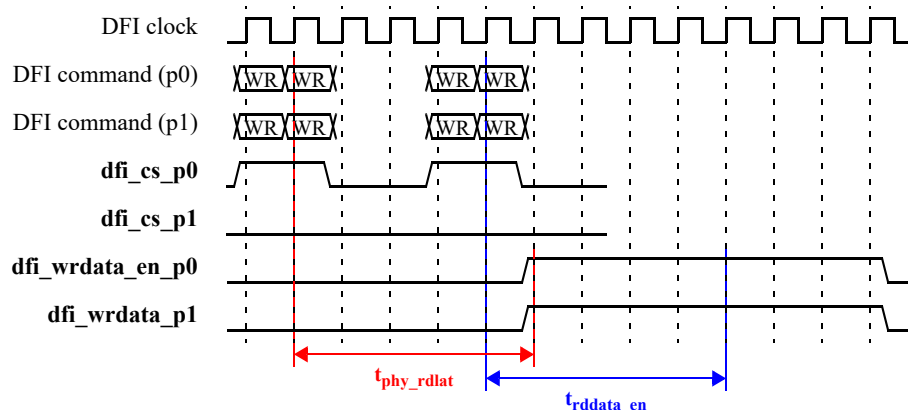 DFI clock
DFI command (p0) WR WR WR WR
DFI command (p1) WR WR WR WR
dfi_cs_p0
dfi_cs_p1
dfi_wrdata_en_p0
dfi_wrdata_p1
tphy_rdlat
trddata_en